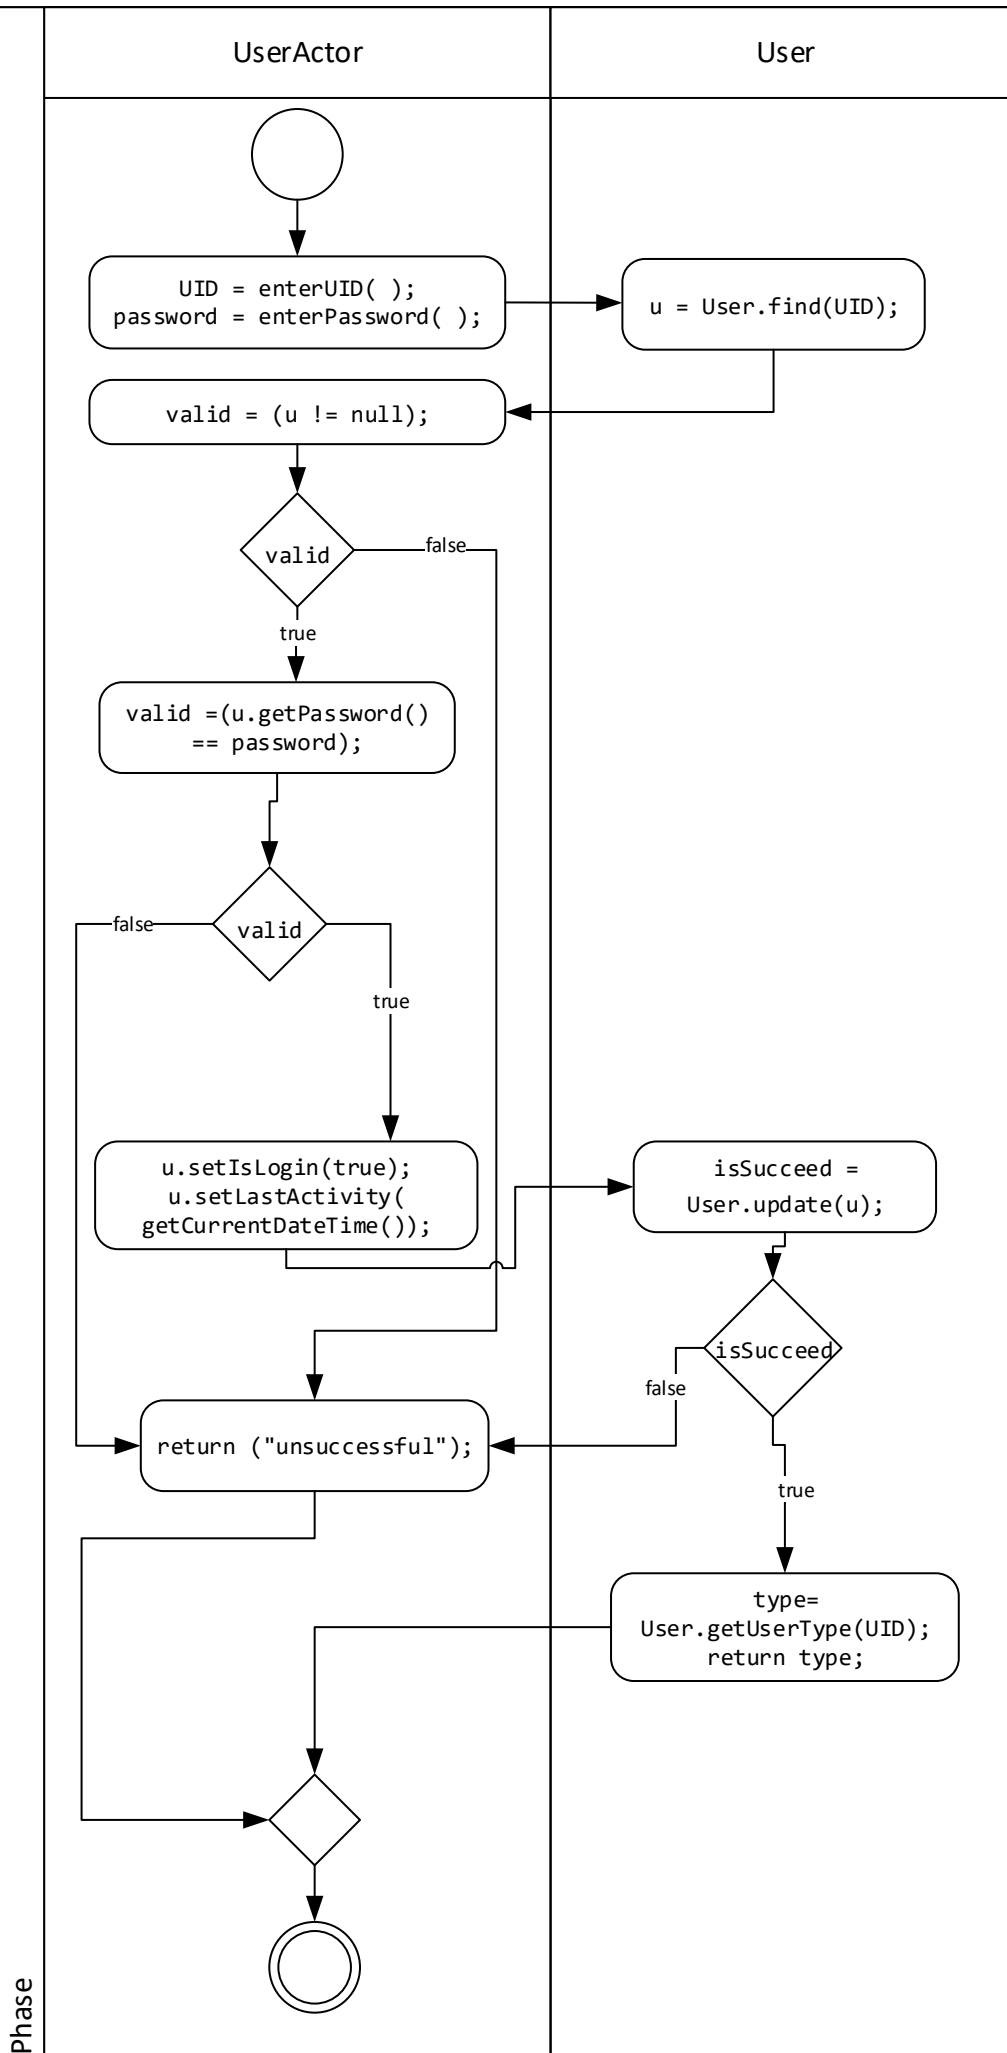 UserActor
User
UID = enterUID( );
password = enterPassword( );
u = User.find(UID);
valid = (u != null);
valid
false
true
valid =(u.getPassword()
== password);
valid
false
true
u.setIsLogin(true);
u.setLastActivity(
getCurrentDateTime());
isSucceed =
User.update(u);
isSucceed
false
return ("unsuccessful");
true
type=
User.getUserType(UID);
return type;
Phase